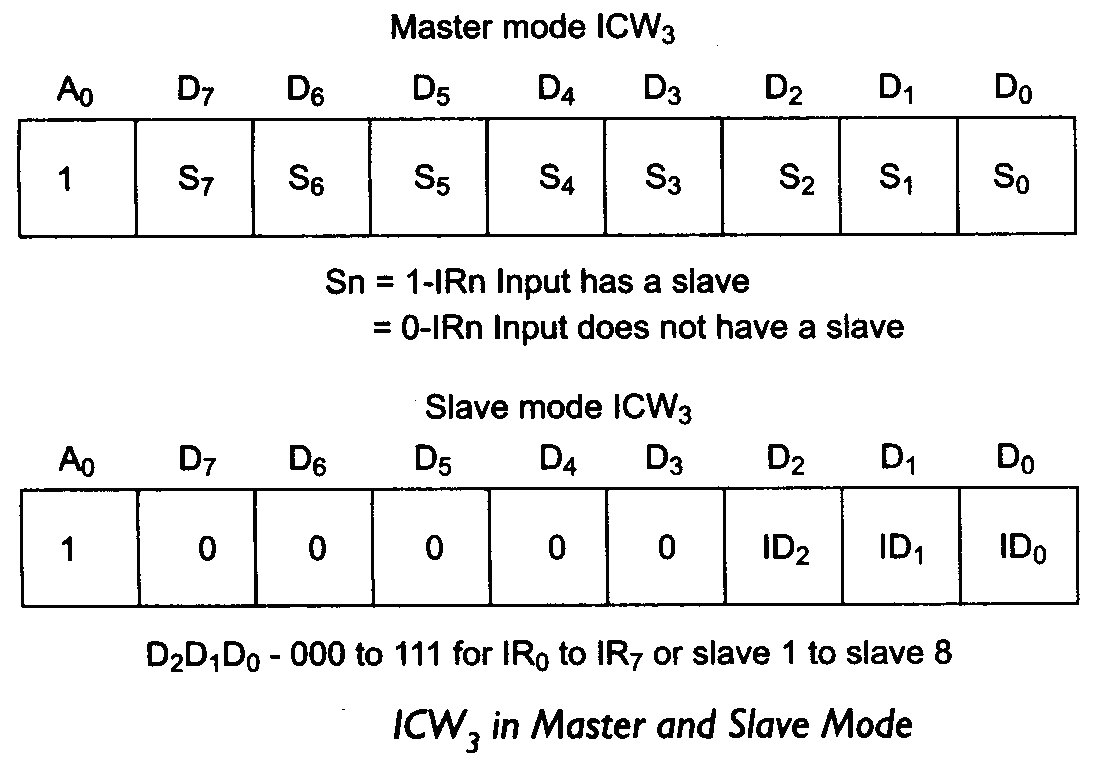 Master mode ICW₃
A₀ D₇ D₆ D₅ D₄ D₃ D₂ D₁ D₀
1 S₇ S₆ S₅ S₄ S₃ S₂ S₁ S₀
Sn = 1-IRn Input has a slave
= 0-IRn Input does not have a slave
Slave mode ICW₃
A₀ D₇ D₆ D₅ D₄ D₃ D₂ D₁ D₀
1 0 0 0 0 0 ID₂ ID₁ ID₀
D₂D₁D₀ - 000 to 111 for IR₀ to IR₇ or slave 1 to slave 8
ICW₃ in Master and Slave Mode